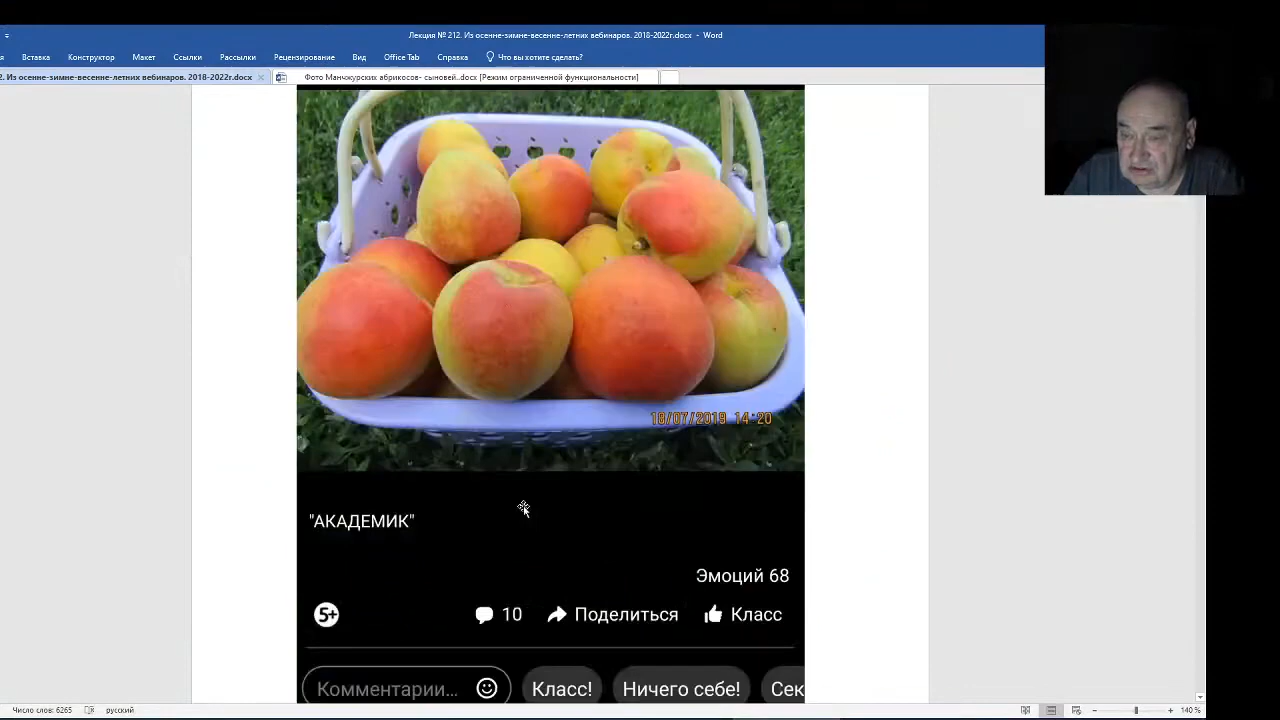 Лекция № 212. Из осенне-зимне-весенне-летних вебинаров. 2018-2022г.docx - Word
Вставка Конструктор Макет Ссылки Рассылки Рецензирование Вид Office Tab Справка Что вы хотите сделать?
2. Из осенне-зимне-весенне-летних вебинаров. 2018-2022г.docx Фото Манчжурских абрикосов- сыновей..docx [Режим ограниченной функциональности]
18/07/2019 14:20
"АКАДЕМИК"
Эмоций 68
5+ 10 Поделиться Класс
Комментарии... Класс! Ничего себе! Сек
Число слов: 6265 русский 140 %